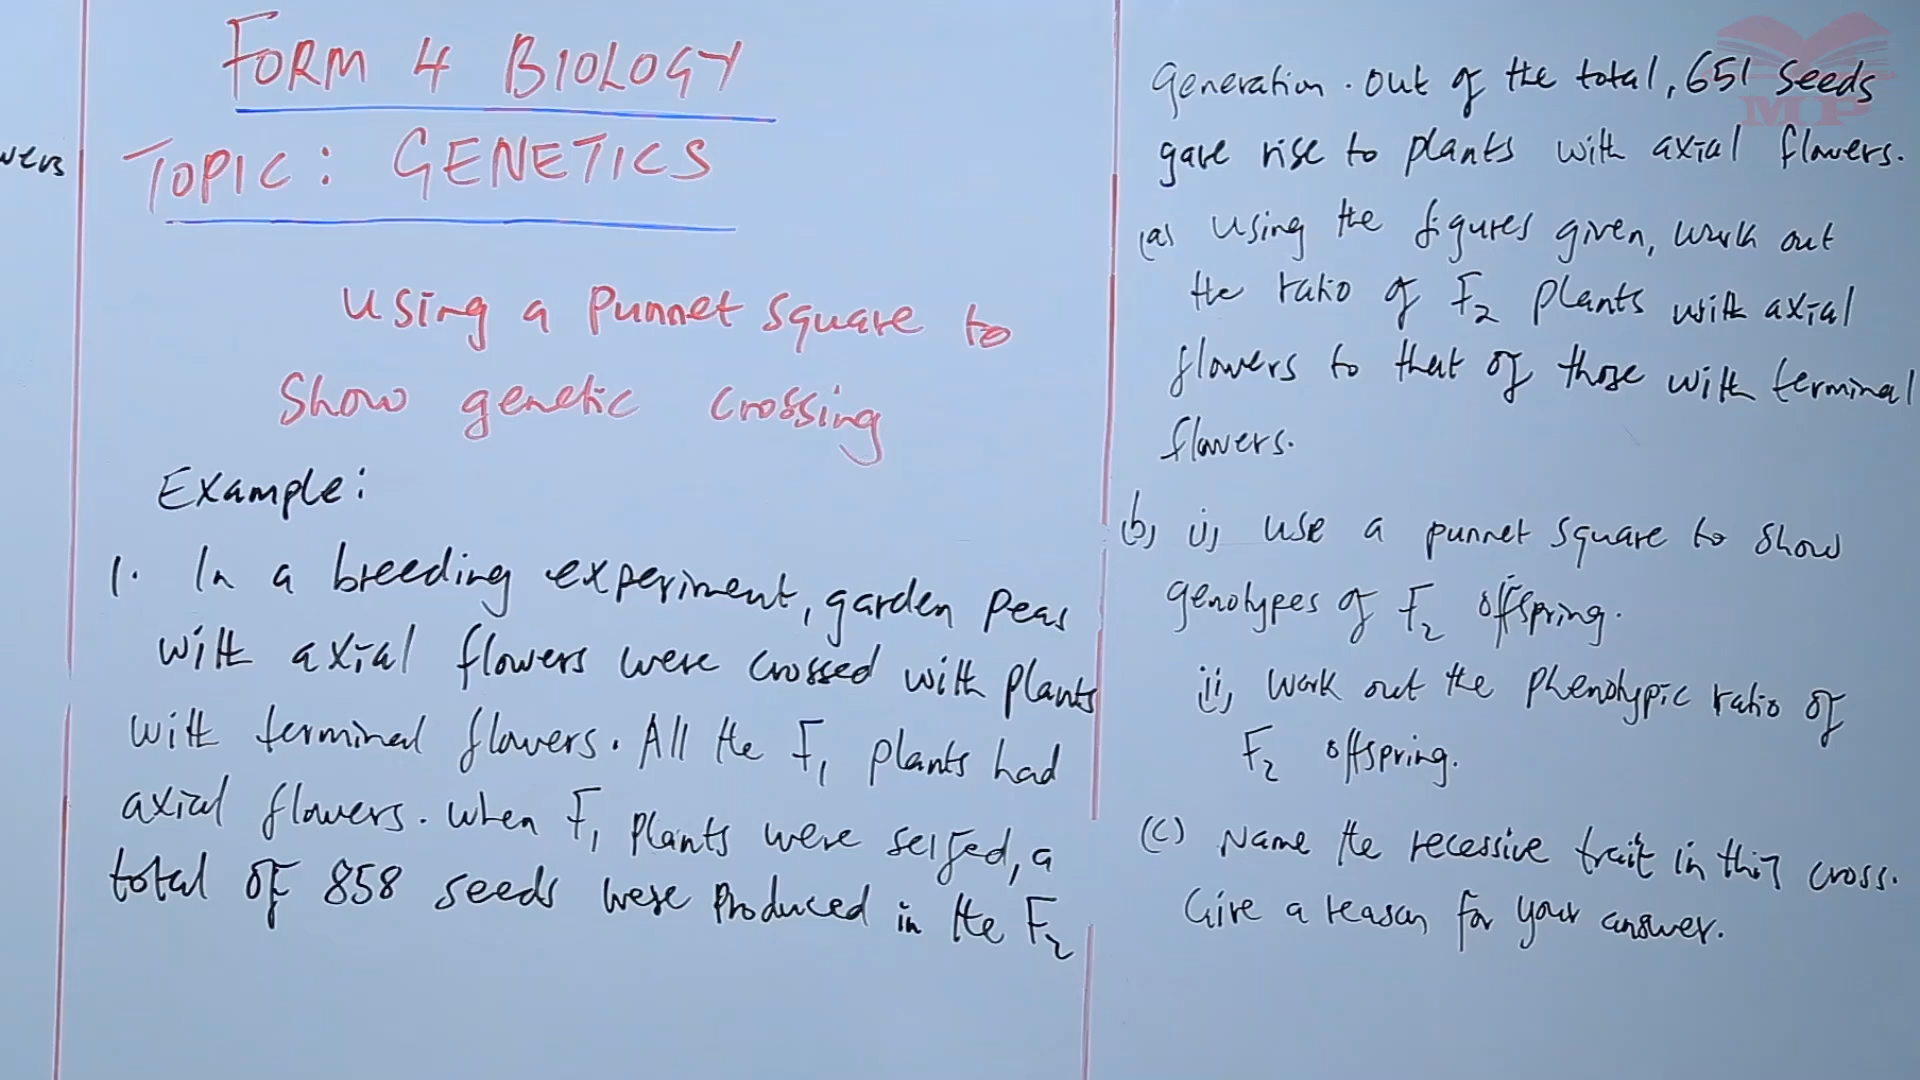 FORM 4 BIOLOGY
TOPIC: GENETICS
using a punnet square to
show genetic crossing
Example:
1. In a breeding experiment, garden peas
with axial flowers were crossed with plants
with terminal flowers. All the F₁ plants had
axial flowers. When F₁ plants were selfed, a
total of 858 seeds were produced in the F₂
generation. Out of the total, 651 seeds
gave rise to plants with axial flowers.
(a) using the figures given, work out
the ratio of F₂ plants with axial
flowers to that of those with terminal
flowers.
(b) i) use a punnet square to show
genotypes of F₂ offspring.
ii) work out the phenotypic ratio of
F₂ offspring.
(c) Name the recessive trait in this cross.
Give a reason for your answer.
MP